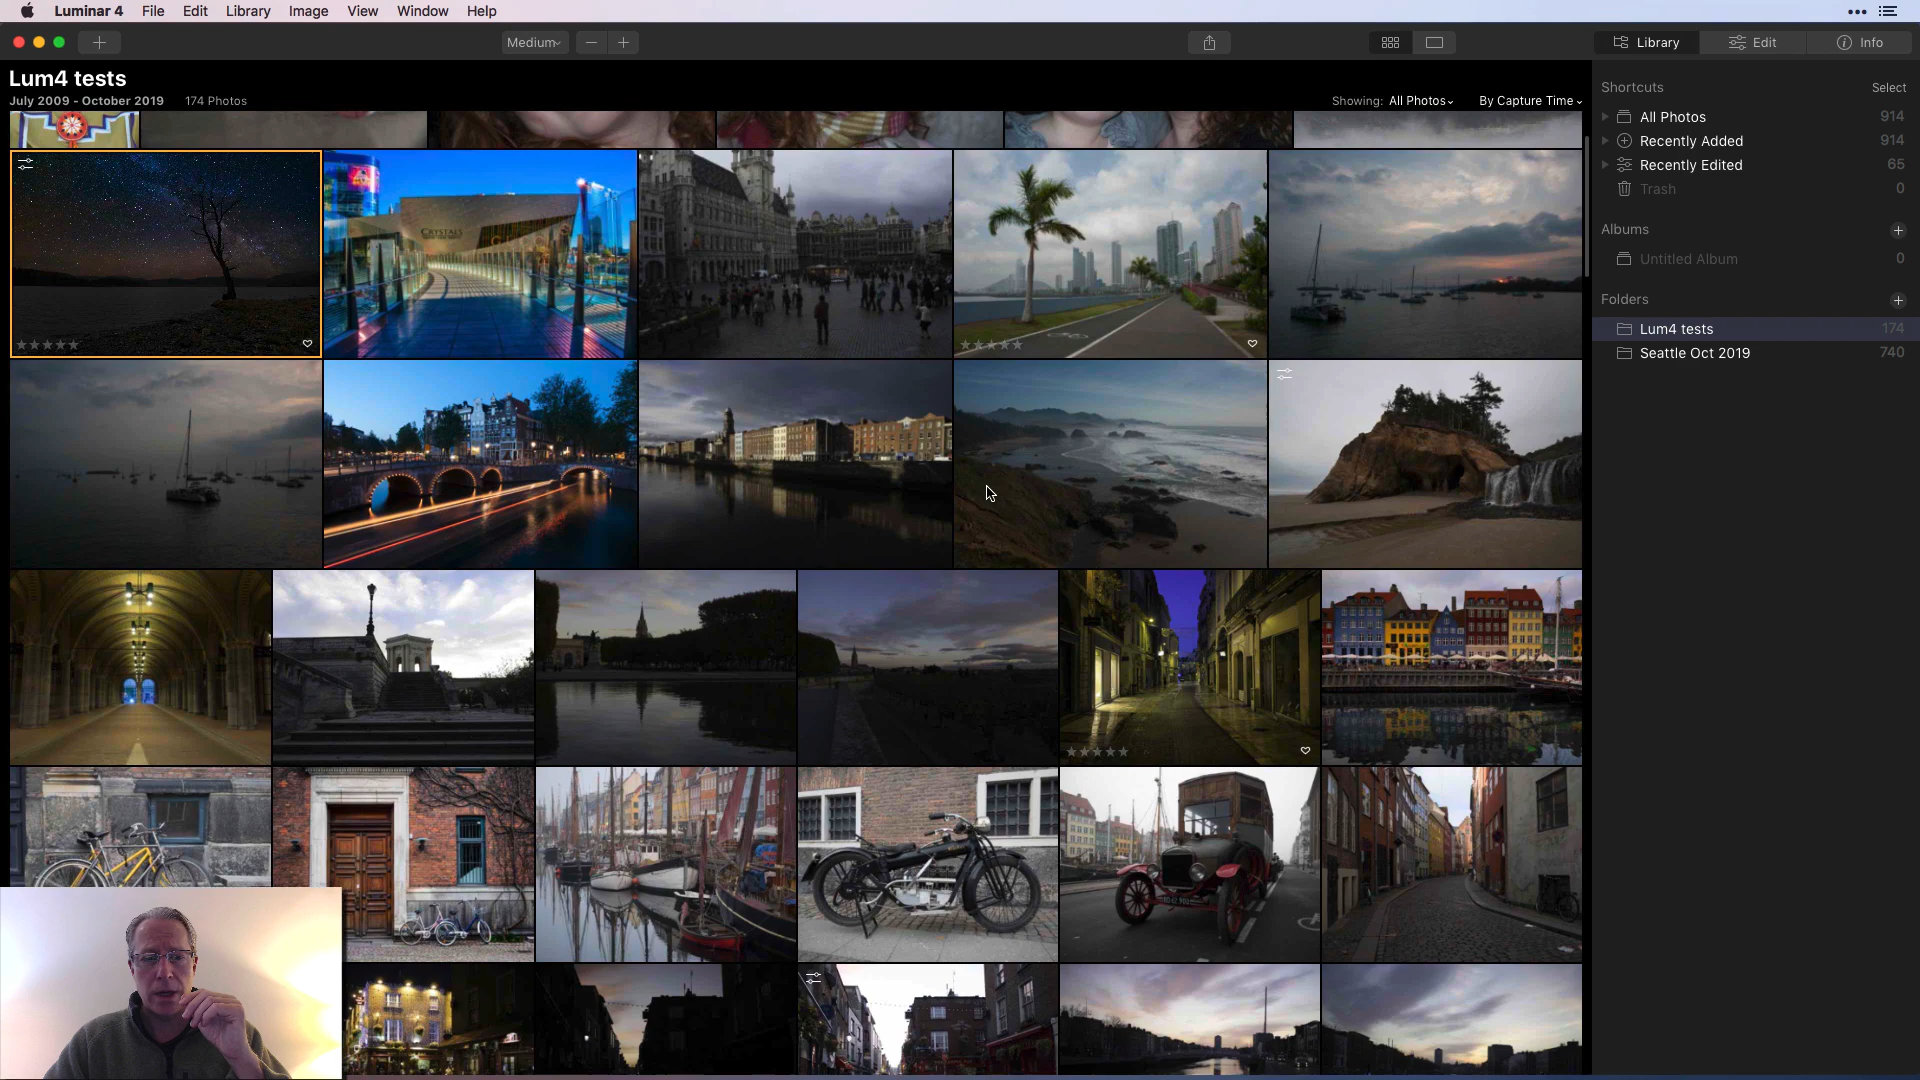 Luminar 4 File Edit Library Image View Window Help
Medium
Library Edit Info
Lum4 tests
July 2009 - October 2019 174 Photos
Showing: All Photos By Capture Time
CRYSTALS
Shortcuts Select
All Photos 914
Recently Added 914
Recently Edited 65
Trash 0
Albums
Untitled Album 0
Folders
Lum4 tests 174
Seattle Oct 2019 740